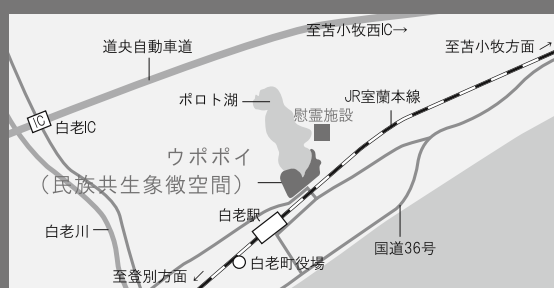 至苫小牧西IC→
道央自動車道
至苫小牧方面↗
ポロト湖
JR室蘭本線
慰霊施設
IC
白老IC
ウポポイ
（民族共生象徴空間）
白老駅
白老川
国道36号
白老町役場
至登別方面↙